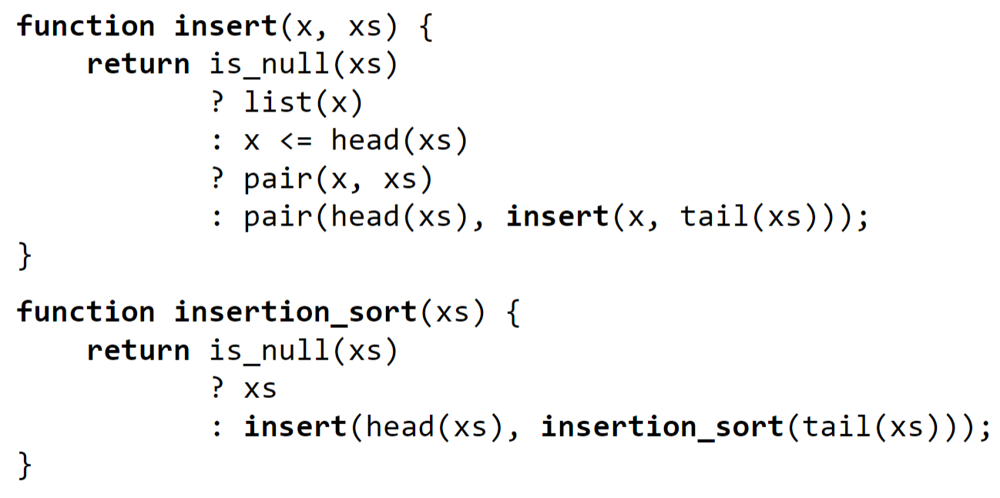 function insert(x, xs) {
    return is_null(xs)
           ? list(x)
           : x <= head(xs)
           ? pair(x, xs)
           : pair(head(xs), insert(x, tail(xs)));
}
function insertion_sort(xs) {
    return is_null(xs)
           ? xs
           : insert(head(xs), insertion_sort(tail(xs)));
}